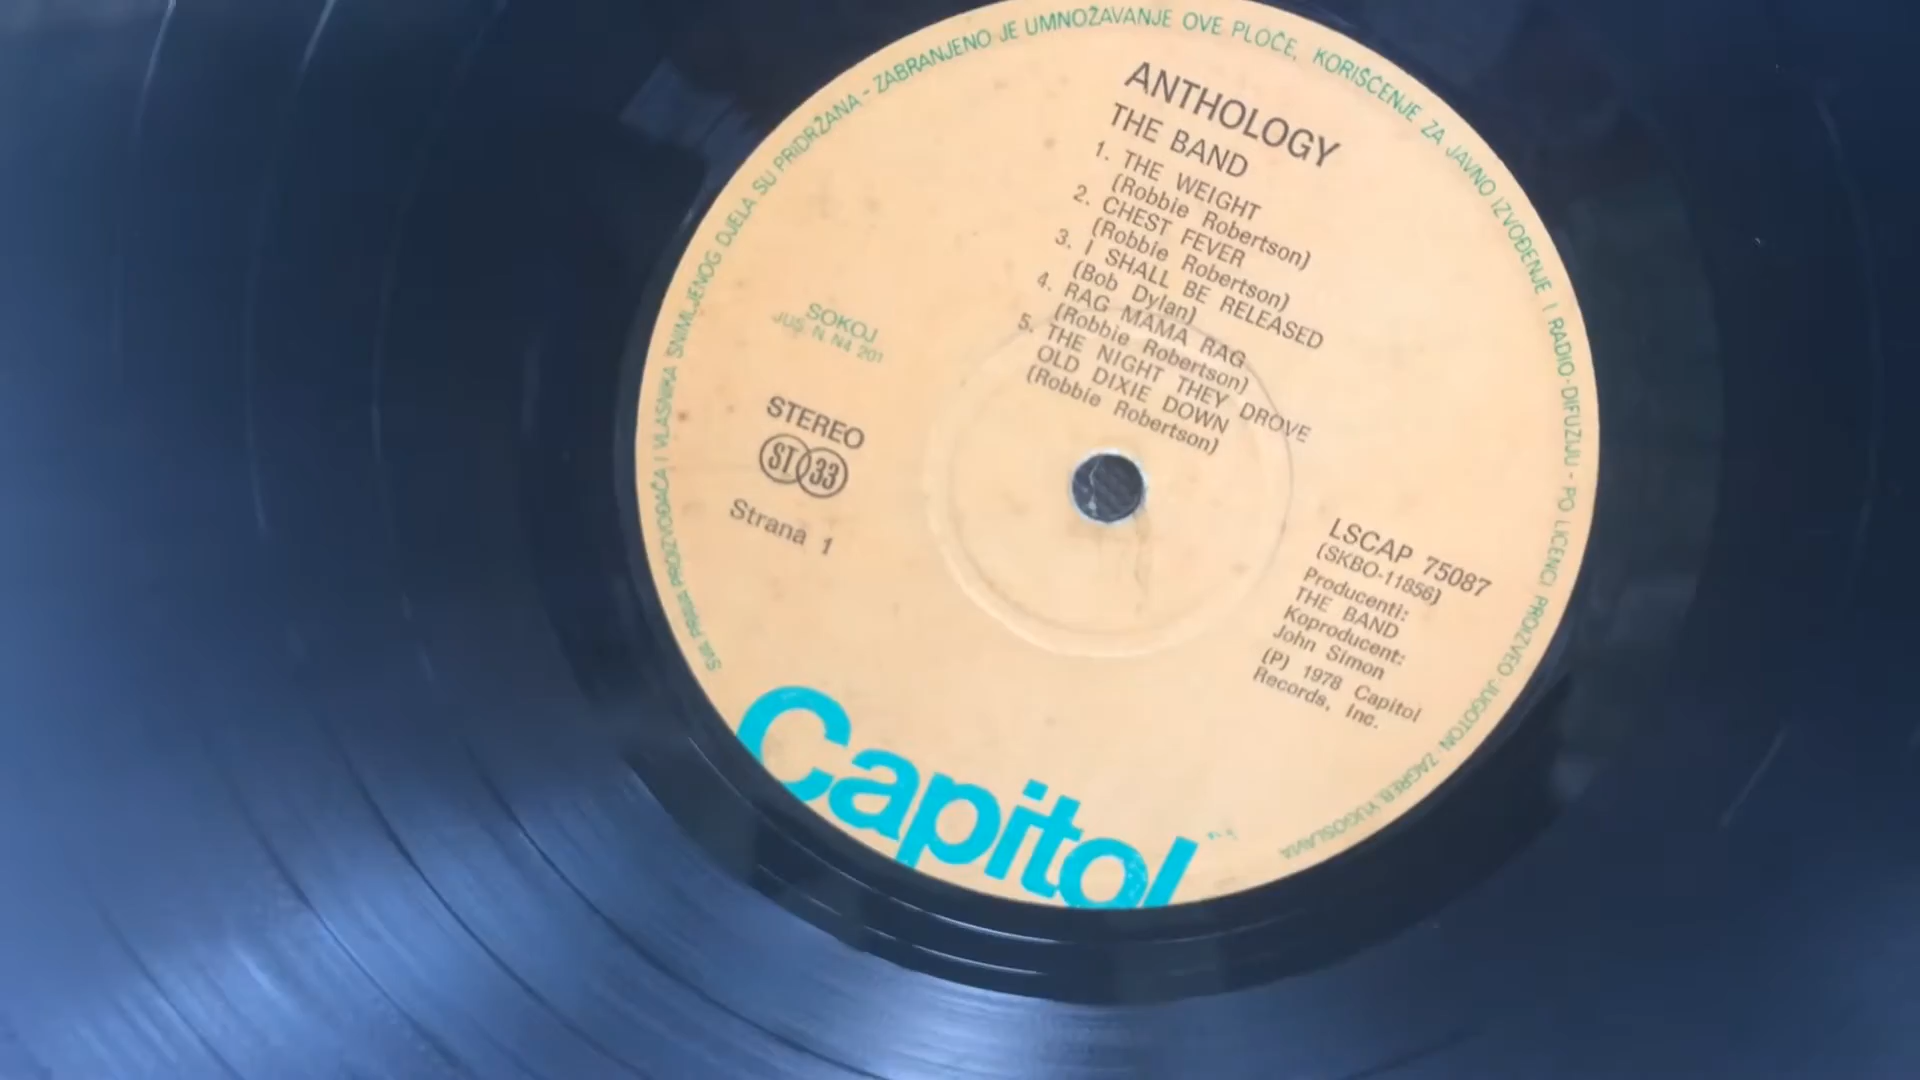 SVA PRAVA PROIZVOĐAČA I VLASNIKA SNIMLJENOG DJELA SU PRIDRŽANA - ZABRANJENO JE UMNOŽAVANJE OVE PLOČE, KORIŠĆENJE ZA JAVNO IZVOĐENJE I RADIO-DIFUZIJU - PO LICENCI PROIZVEO JUGOTON ZAGREB, YUGOSLAVIA
ANTHOLOGY
THE BAND
1. THE WEIGHT
(Robbie Robertson)
2. CHEST FEVER
(Robbie Robertson)
3. I SHALL BE RELEASED
(Bob Dylan)
4. RAG MAMA RAG
(Robbie Robertson)
5. THE NIGHT THEY DROVE
OLD DIXIE DOWN
(Robbie Robertson)
SOKOJ
JUS N N4 201
STEREO
ST 33
Strana 1
LSCAP 75087
(SKBO-11856)
Producenti:
THE BAND
Koproducent:
John Simon
(P) 1978 Capitol
Records, Inc.
Capitol